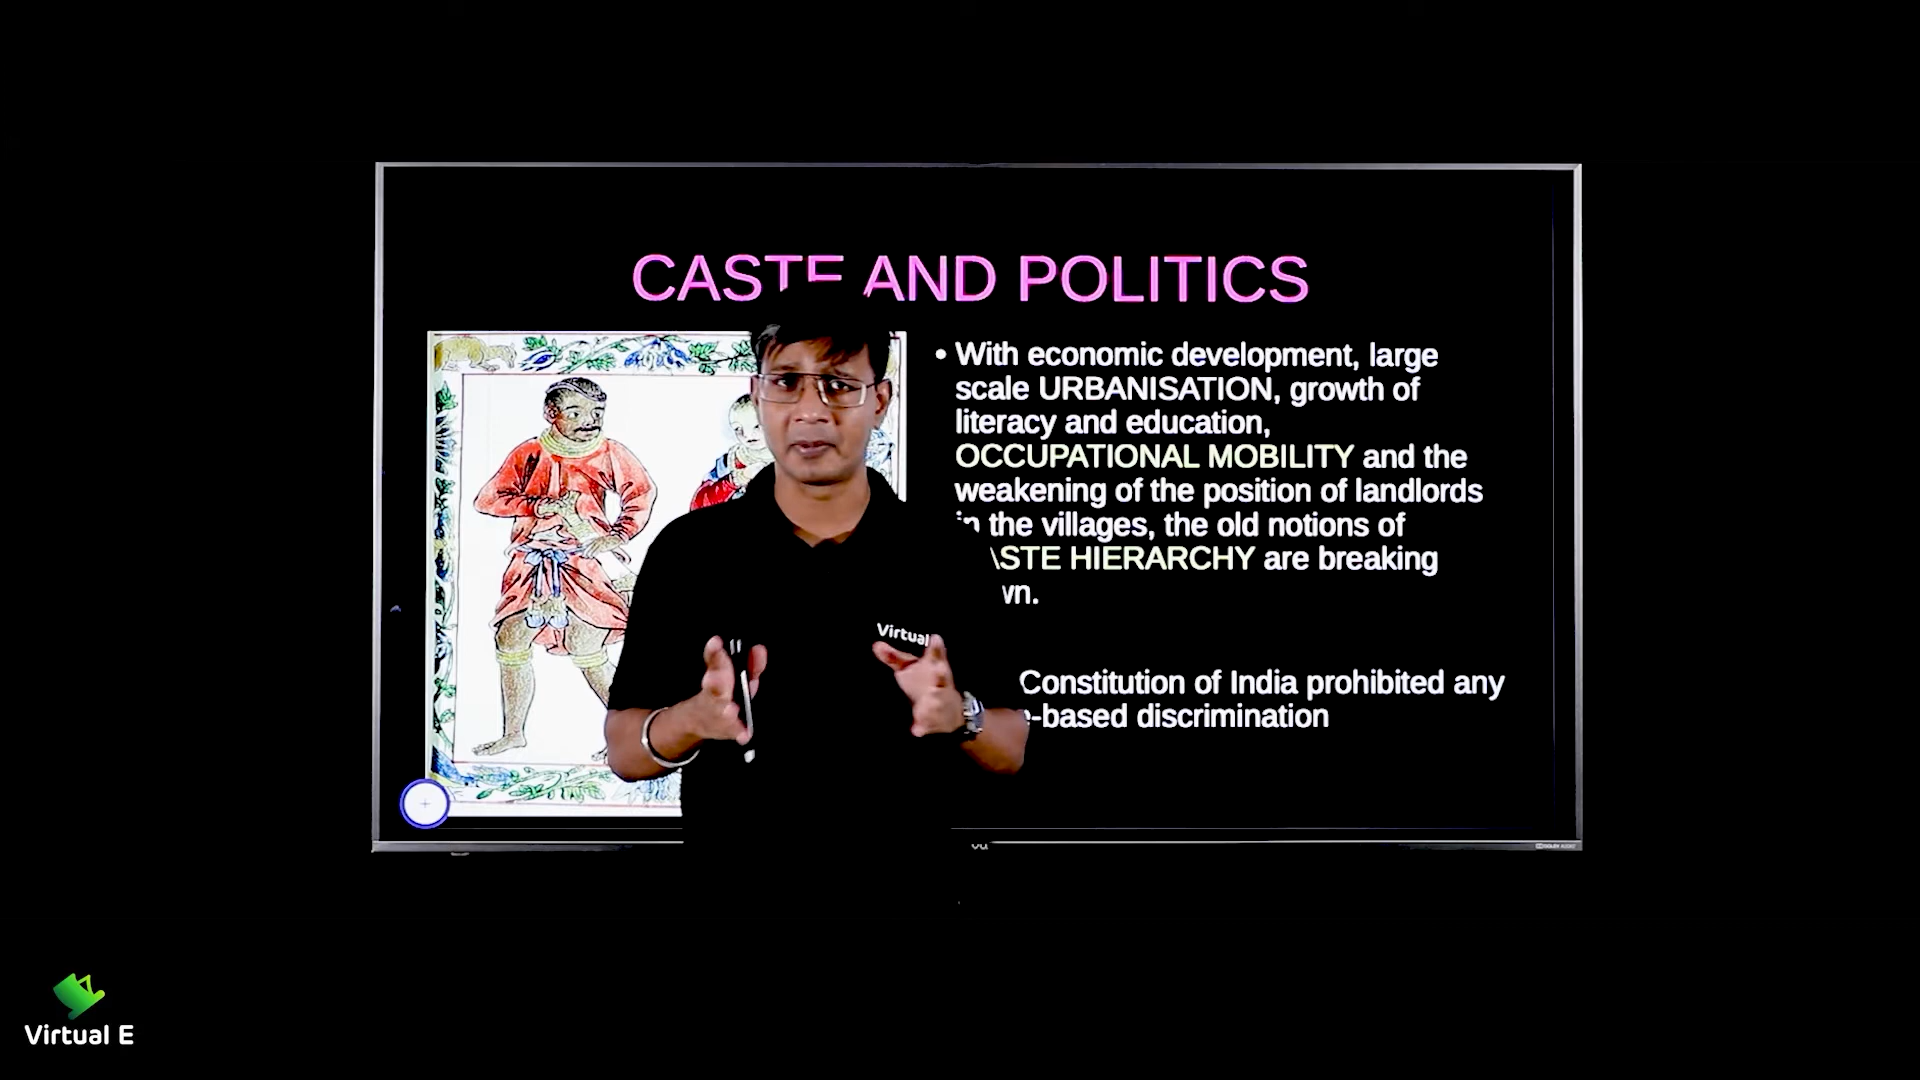 CASTE AND POLITICS
• With economic development, large
scale URBANISATION, growth of
literacy and education,
OCCUPATIONAL MOBILITY and the
weakening of the position of landlords
in the villages, the old notions of
ASTE HIERARCHY are breaking
wn.
Constitution of India prohibited any
e-based discrimination
Virtual
Virtual E